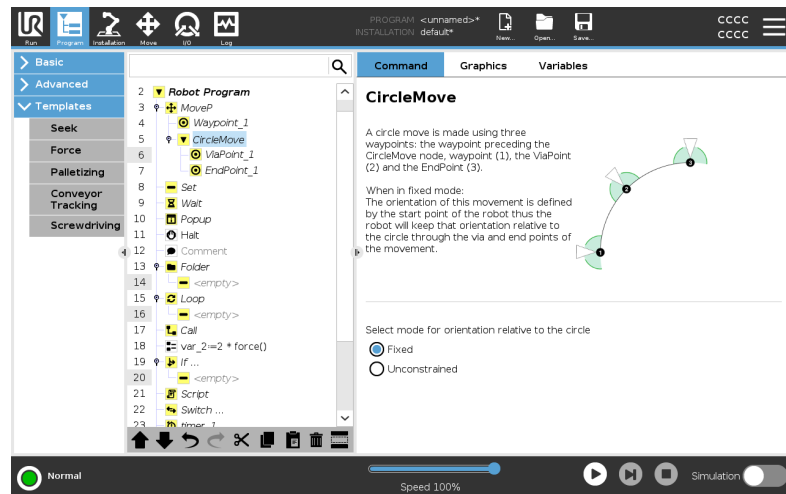 PROGRAM <unnamed>*
INSTALLATION default*
CCCC
CCCC
Run
Program
Installation
Move
I/O
Log
New...
Open...
Save...
Basic
Advanced
Templates
Seek
Force
Palletizing
Conveyor
Tracking
Screwdriving
2 Robot Program
3 MoveP
4 Waypoint_1
5 CircleMove
6 ViaPoint_1
7 EndPoint_1
8 Set
9 Wait
10 Popup
11 Halt
12 Comment
13 Folder
14 <empty>
15 Loop
16 <empty>
17 Call
18 var_2:=2 * force()
19 If ...
20 <empty>
21 Script
22 Switch ...
23 timer_1
Command
Graphics
Variables
CircleMove
A circle move is made using three
waypoints: the waypoint preceding the
CircleMove node, waypoint (1), the ViaPoint
(2) and the EndPoint (3).
When in fixed mode:
The orientation of this movement is defined
by the start point of the robot thus the
robot will keep that orientation relative to
the circle through the via and end points of
the movement.
1
2
3
Select mode for orientation relative to the circle
Fixed
Unconstrained
Normal
Speed 100%
Simulation